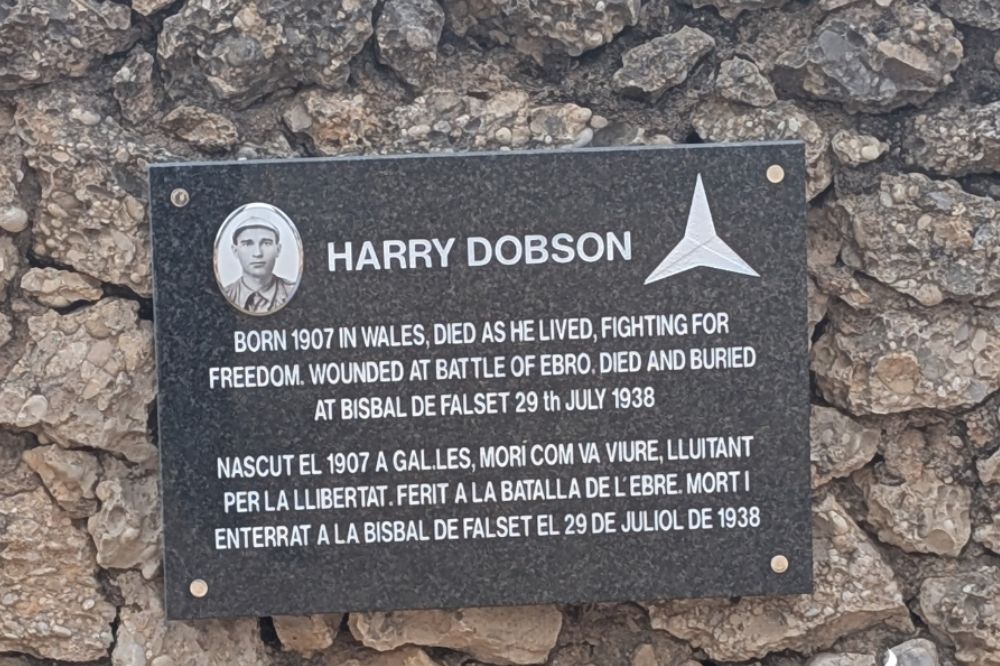 HARRY DOBSON
BORN 1907 IN WALES, DIED AS HE LIVED, FIGHTING FOR
FREEDOM. WOUNDED AT BATTLE OF EBRO, DIED AND BURIED
AT BISBAL DE FALSET 29 th JULY 1938
NASCUT EL 1907 A GAL.LES, MORÍ COM VA VIURE, LLUITANT
PER LA LLIBERTAT. FERIT A LA BATALLA DE L'EBRE. MORT I
ENTERRAT A LA BISBAL DE FALSET EL 29 DE JULIOL DE 1938